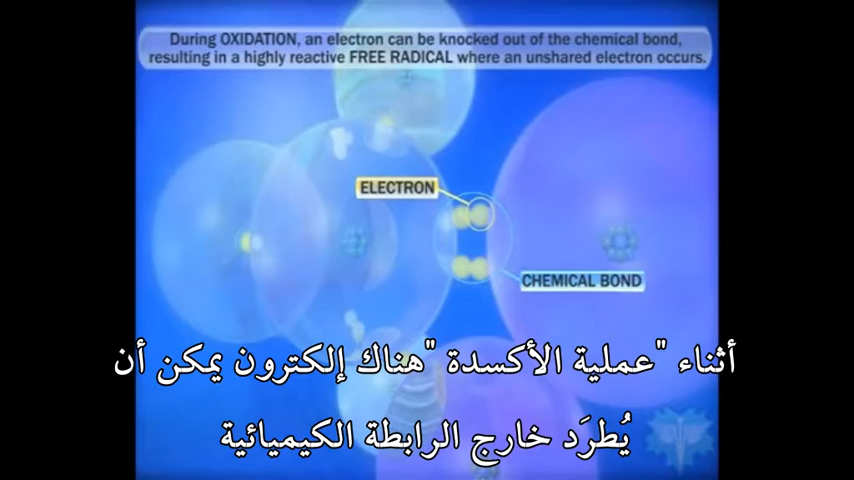 During OXIDATION, an electron can be knocked out of the chemical bond,
resulting in a highly reactive FREE RADICAL where an unshared electron occurs.
ELECTRON
CHEMICAL BOND
أثناء "عملية الأكسدة "هناك إلكترون يمكن أن
يُطرَد خارج الرابطة الكيميائية